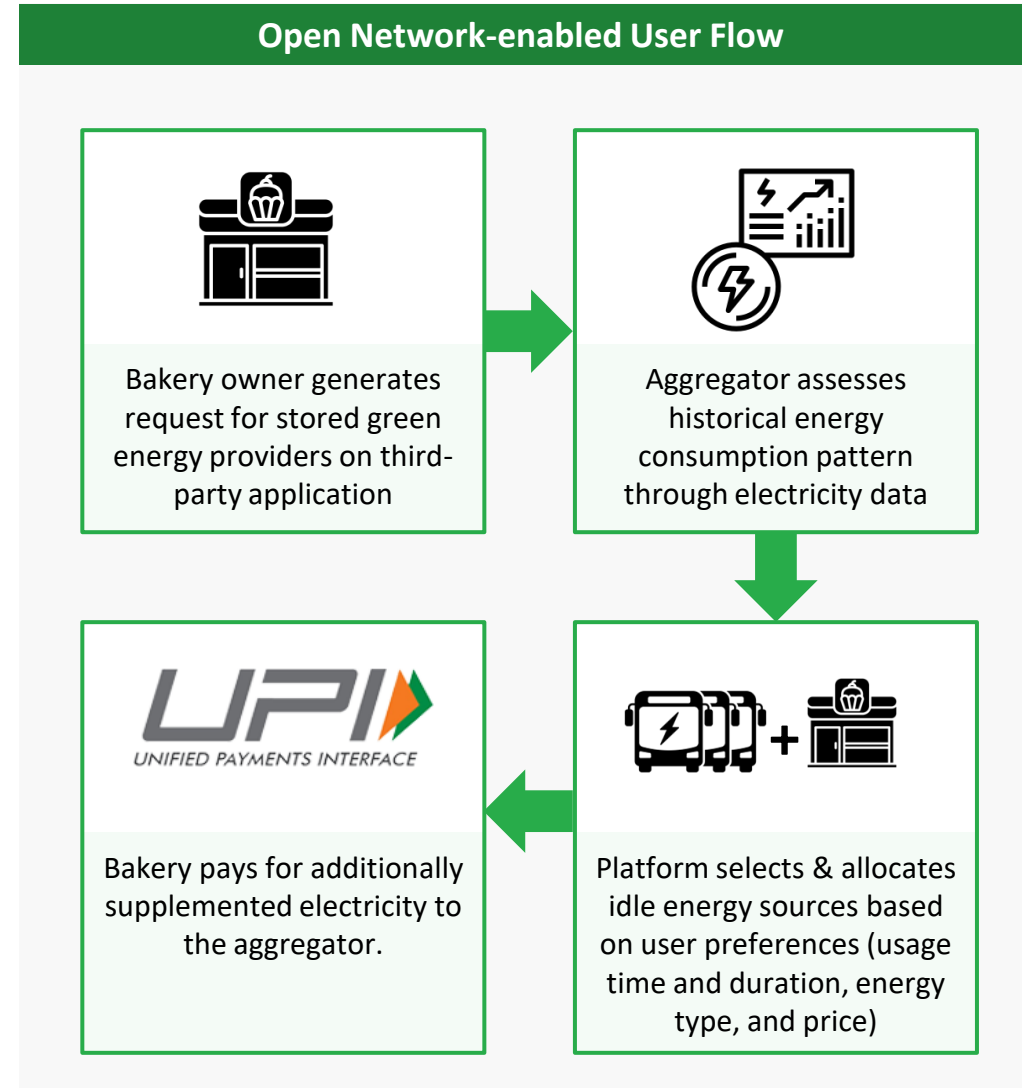 Open Network-enabled User Flow
Bakery owner generates
request for stored green
energy providers on third-
party application
Aggregator assesses
historical energy
consumption pattern
through electricity data
UPI
UNIFIED PAYMENTS INTERFACE
Bakery pays for additionally
supplemented electricity to
the aggregator.
+
Platform selects & allocates
idle energy sources based
on user preferences (usage
time and duration, energy
type, and price)